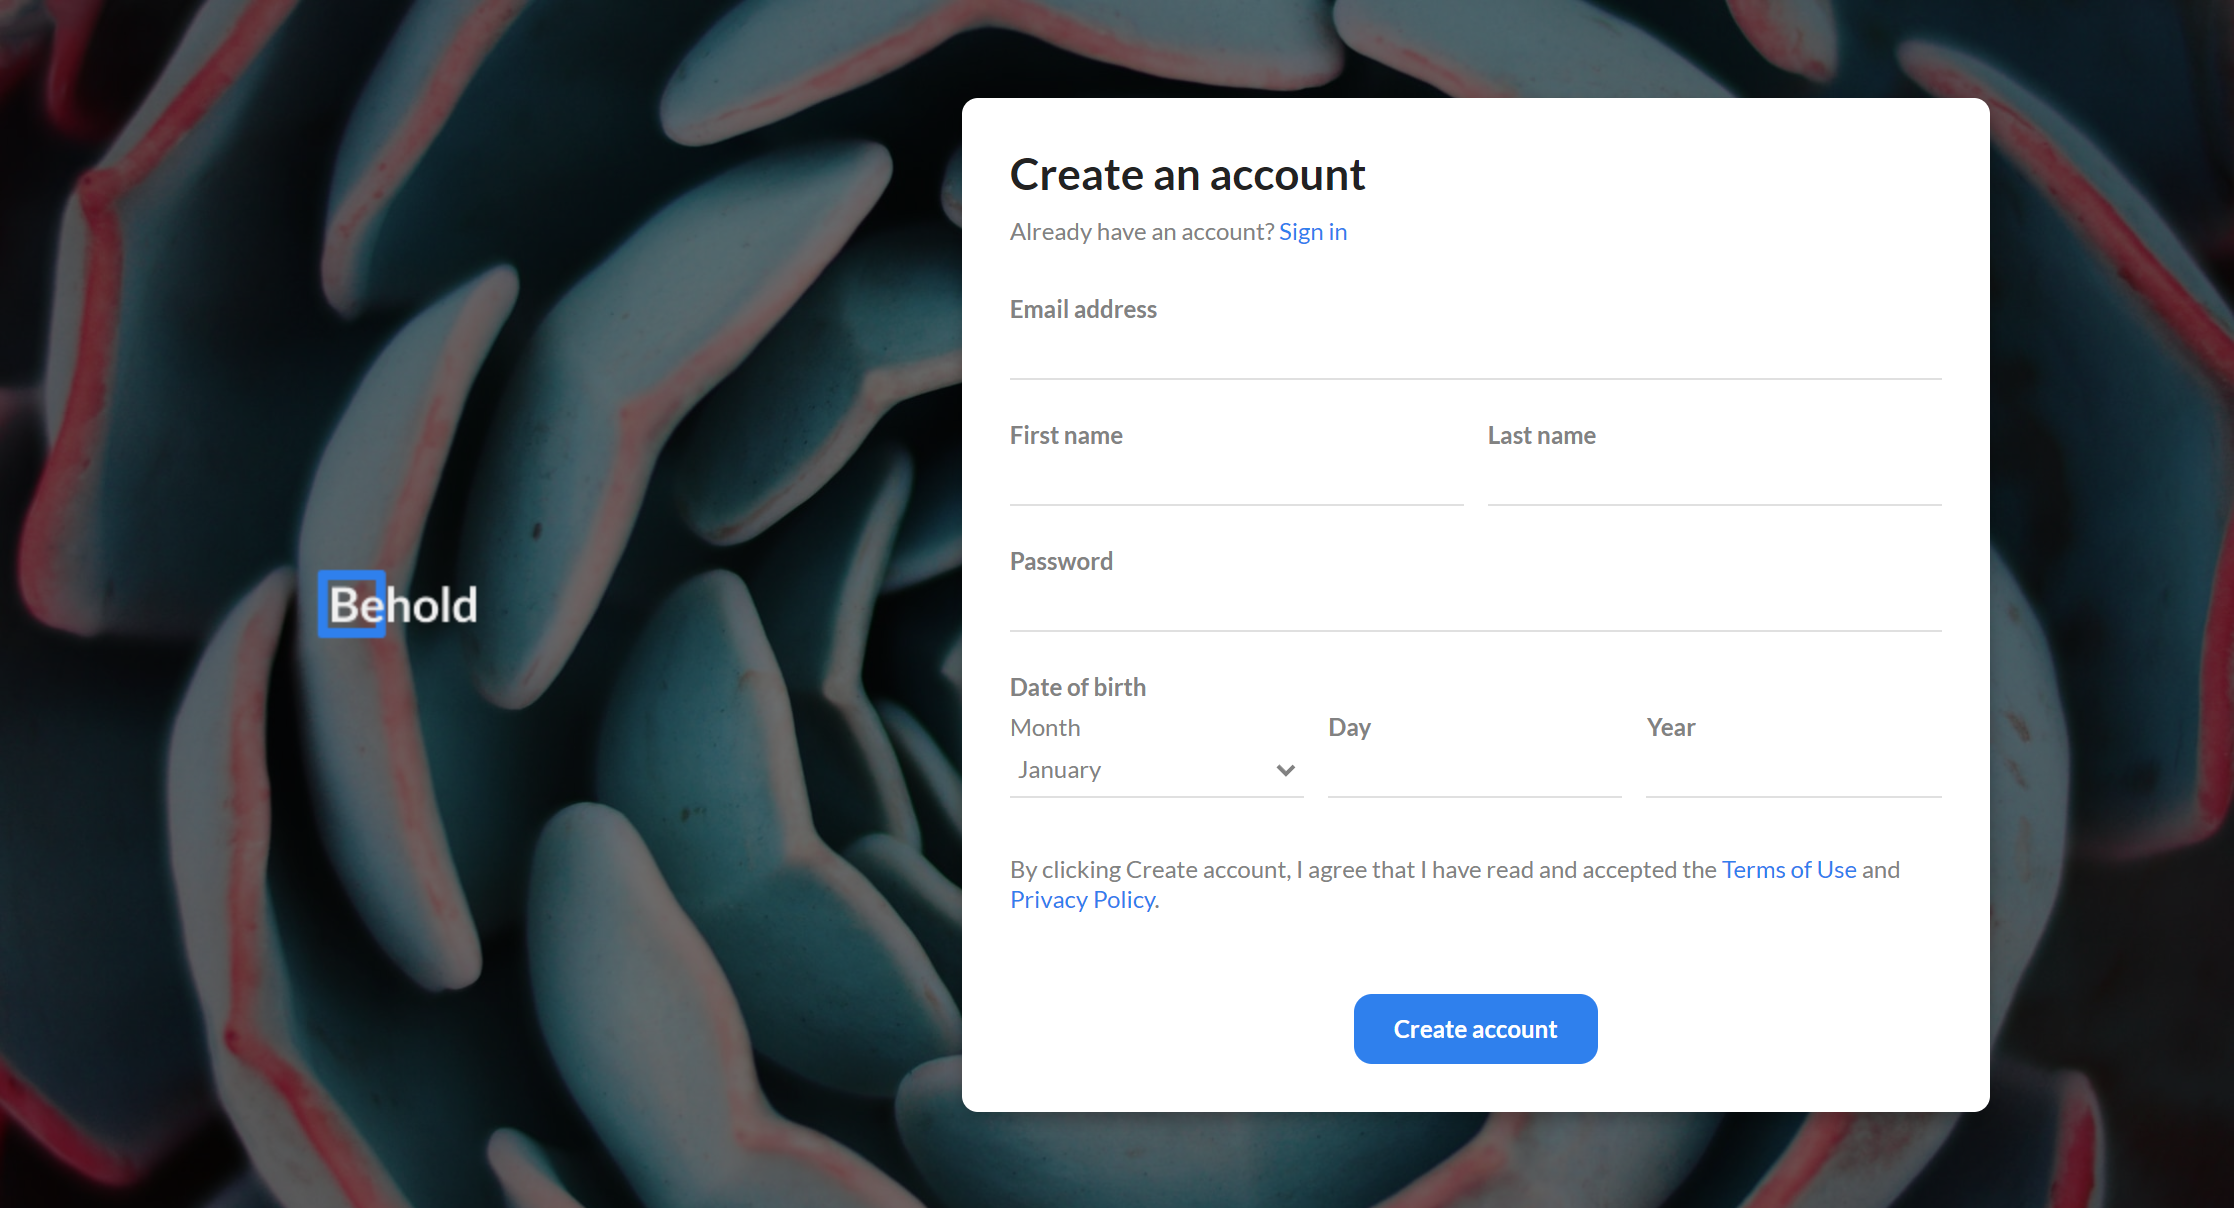 Behold
Create an account
Already have an account? Sign in
Email address
First name
Last name
Password
Date of birth
Month
Day
Year
January
By clicking Create account, I agree that I have read and accepted the Terms of Use and
Privacy Policy.
Create account